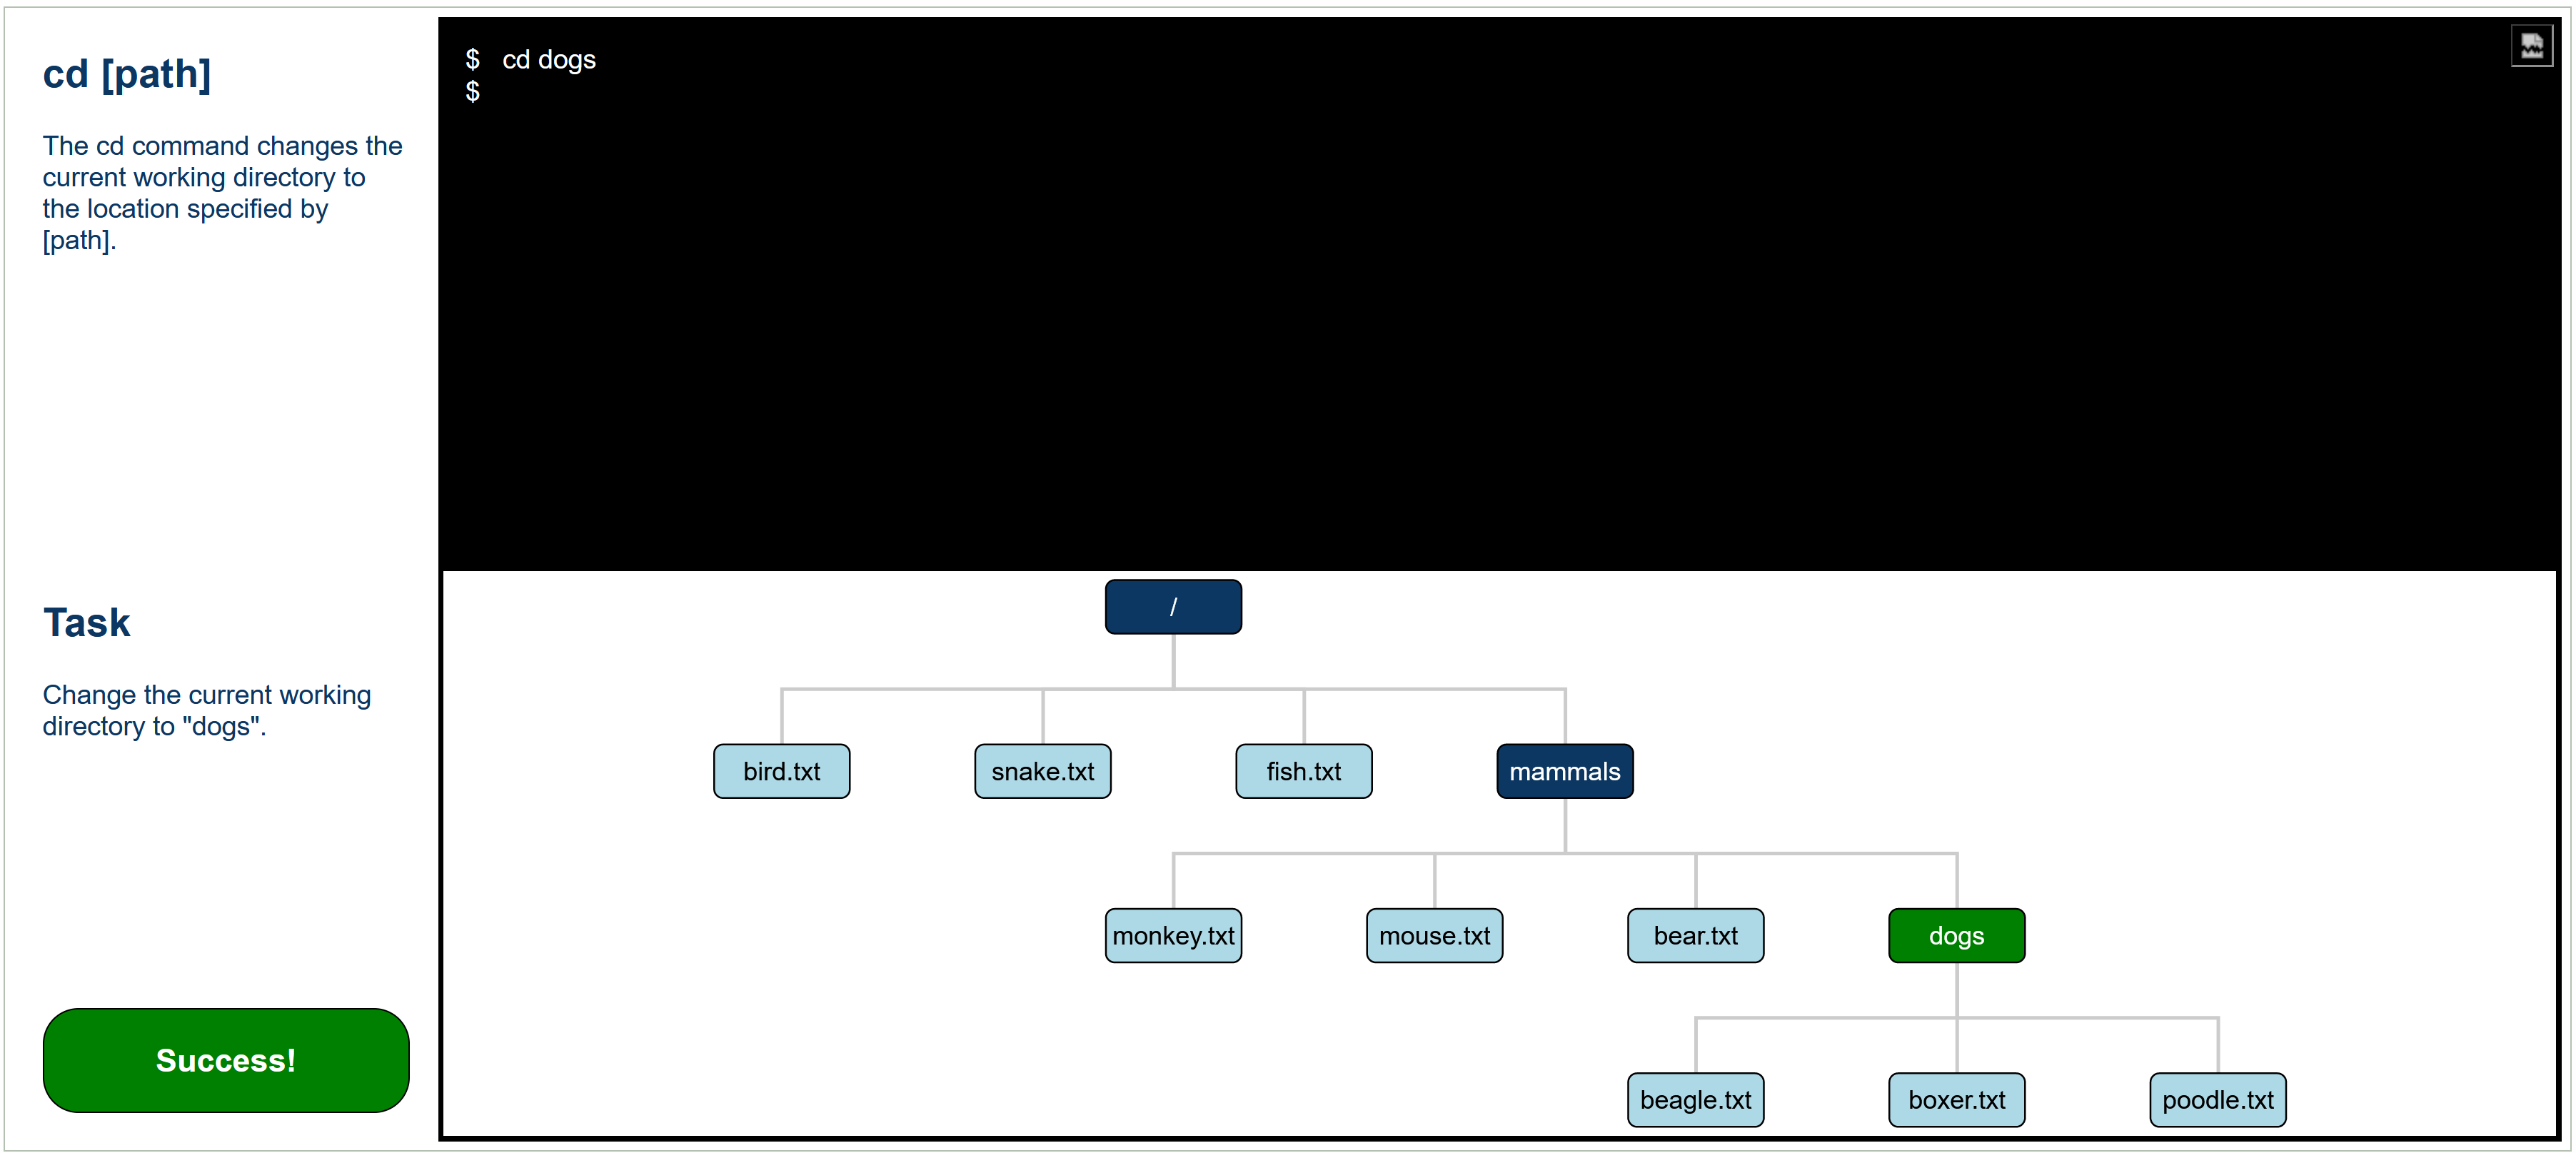 cd [path]
The cd command changes the
current working directory to
the location specified by
[path].
Task
Change the current working
directory to "dogs".
Success!
$ cd dogs
$
/
bird.txt snake.txt fish.txt mammals
monkey.txt mouse.txt bear.txt dogs
beagle.txt boxer.txt poodle.txt